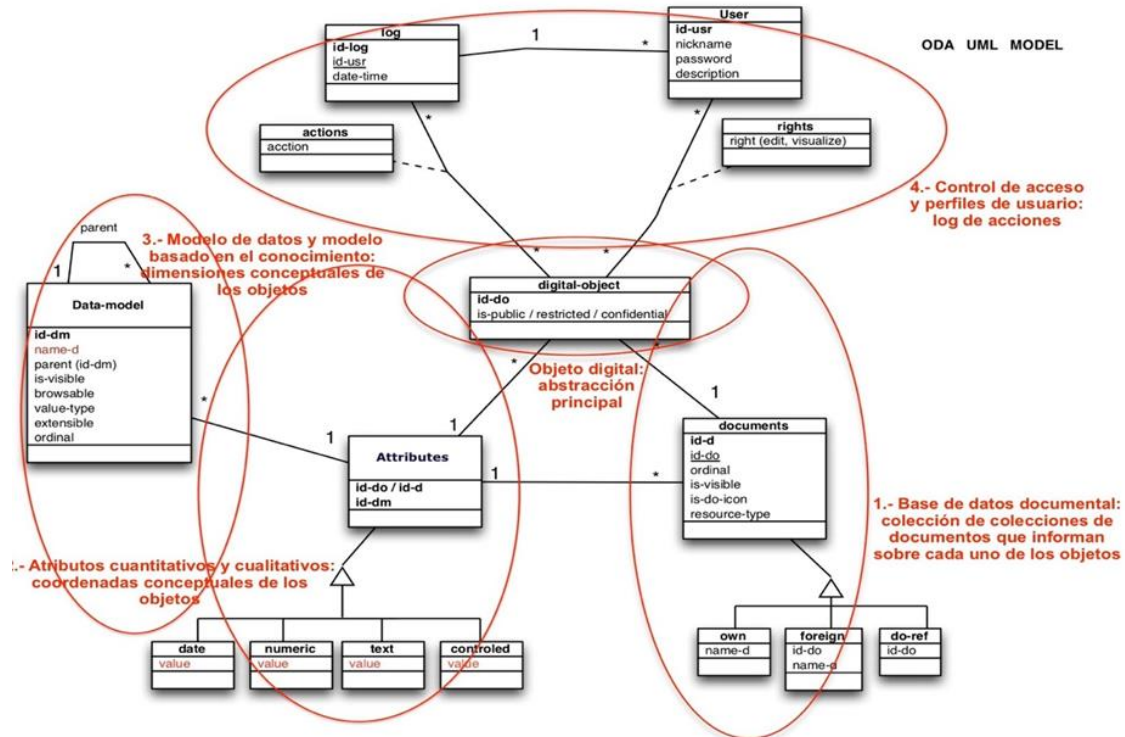 ODA UML MODEL
log
id-log
id-usr
date-time
1
*
User
id-usr
nickname
password
description
*
*
actions
acction
rights
right (edit, visualize)
4.- Control de acceso
y perfiles de usuario:
log de acciones
parent
1
*
3.- Modelo de datos y modelo
basado en el conocimiento:
dimensiones conceptuales de
los objetos
*
*
digital-object
id-do
is-public / restricted / confidential
Data-model
id-dm
name-d
parent (id-dm)
is-visible
browsable
value-type
extensible
ordinal
*
*
*
Objeto digital:
abstracción
principal
1
1
1
Attributes
id-do / id-d
id-dm
1
*
documents
id-d
id-do
ordinal
is-visible
is-do-icon
resource-type
1.- Base de datos documental:
colección de colecciones de
documentos que informan
sobre cada uno de los objetos
.- Atributos cuantitativos y cualitativos:
coordenadas conceptuales de los
objetos
date
value
numeric
value
text
value
controled
value
own
name-d
foreign
id-do
name-d
do-ref
id-do